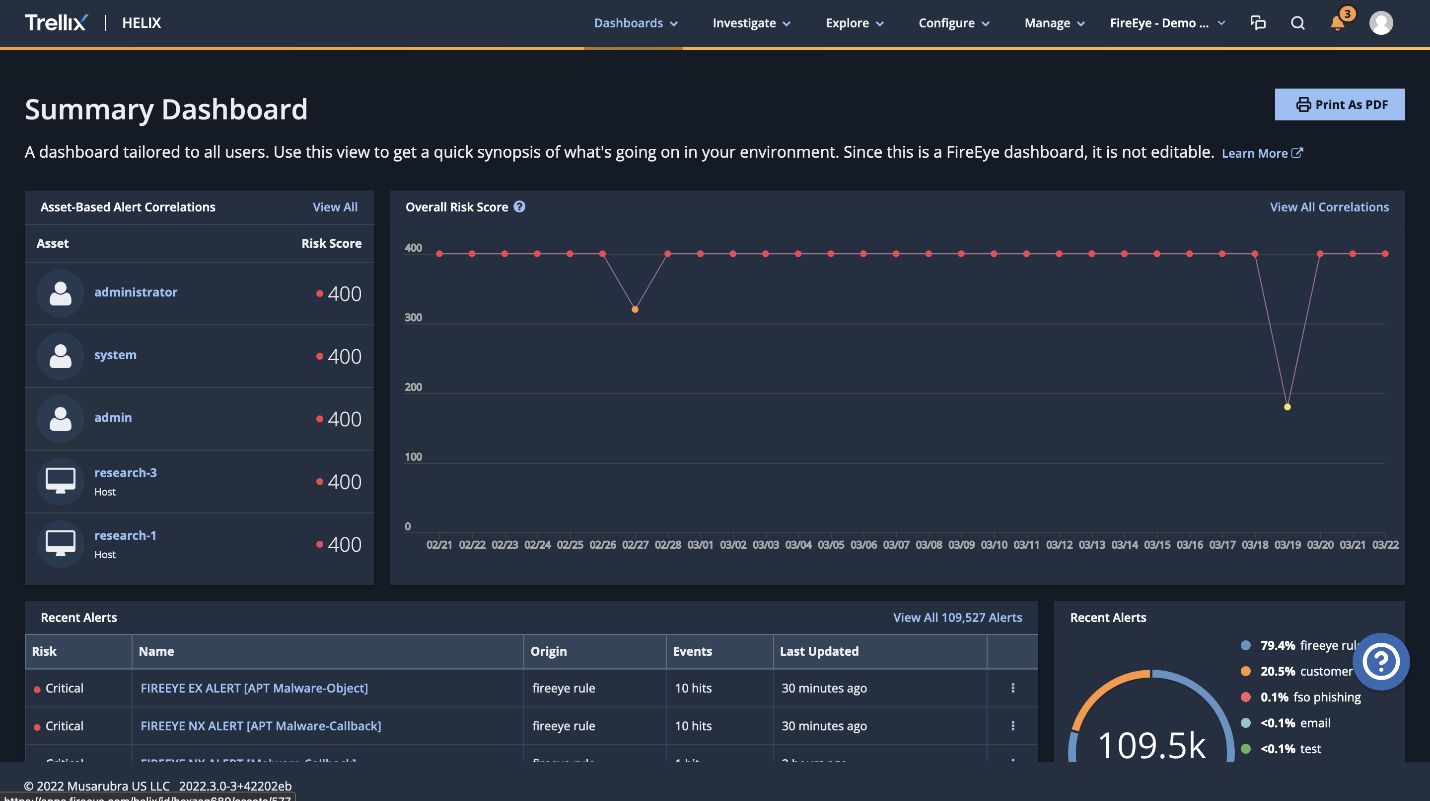 Trellix | HELIX
Dashboards Investigate Explore Configure Manage FireEye - Demo ... 3
Summary Dashboard
Print As PDF
A dashboard tailored to all users. Use this view to get a quick synopsis of what's going on in your environment. Since this is a FireEye dashboard, it is not editable. Learn More
Asset-Based Alert Correlations View All
Asset Risk Score
administrator 400
system 400
admin 400
research-3 400
Host
research-1 400
Host
Overall Risk Score ? View All Correlations
400
300
200
100
0
02/21 02/22 02/23 02/24 02/25 02/26 02/27 02/28 03/01 03/02 03/03 03/04 03/05 03/06 03/07 03/08 03/09 03/10 03/11 03/12 03/13 03/14 03/15 03/16 03/17 03/18 03/19 03/20 03/21 03/22
Recent Alerts View All 109,527 Alerts
Risk Name Origin Events Last Updated
Critical FIREEYE EX ALERT [APT Malware-Object] fireeye rule 10 hits 30 minutes ago
Critical FIREEYE NX ALERT [APT Malware-Callback] fireeye rule 10 hits 30 minutes ago
Critical FIREEYE NX ALERT [Malware-Callback] fireeye rule 1 hit
Recent Alerts
79.4% fireeye rul
20.5% customer
0.1% fso phishing
<0.1% email
<0.1% test
109.5k
?
© 2022 Musarubra US LLC 2022.3.0-3+42202eb